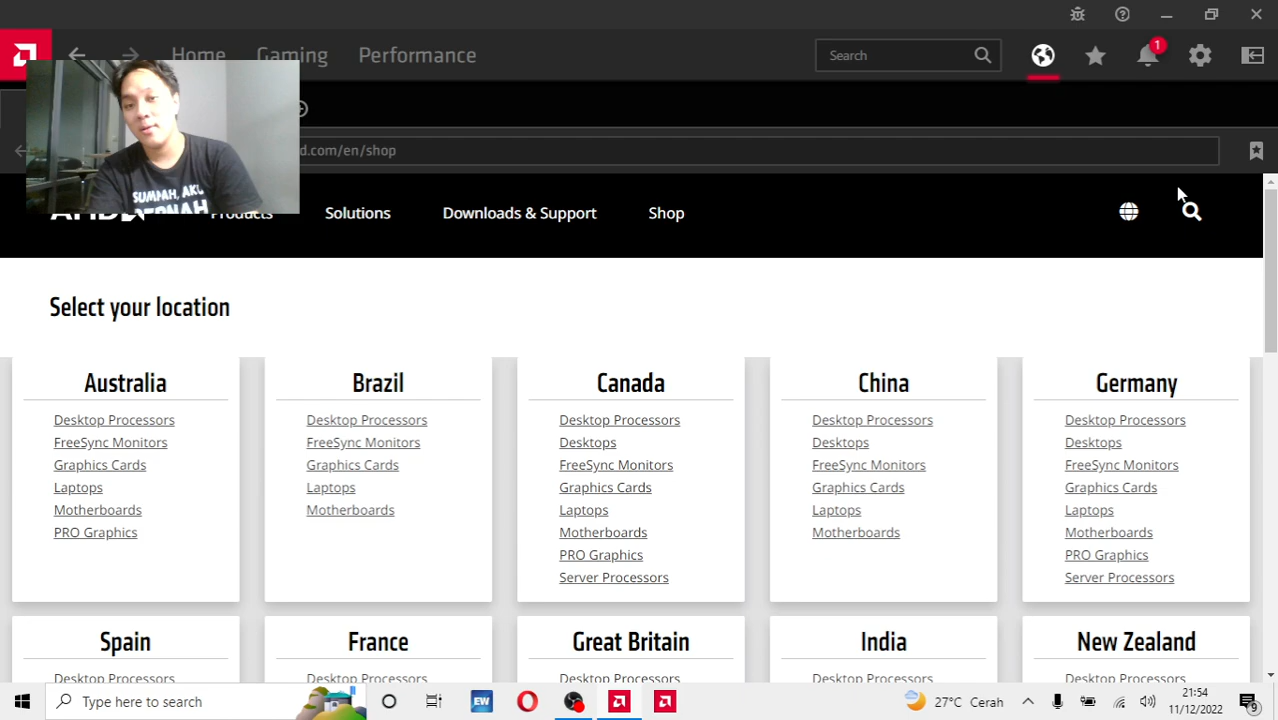 Home Gaming Performance Search 1
d.com/en/shop
Products Solutions Downloads & Support Shop
SUMPAH, AKU
Select your location
Australia
Desktop Processors
FreeSync Monitors
Graphics Cards
Laptops
Motherboards
PRO Graphics
Brazil
Desktop Processors
FreeSync Monitors
Graphics Cards
Laptops
Motherboards
Canada
Desktop Processors
Desktops
FreeSync Monitors
Graphics Cards
Laptops
Motherboards
PRO Graphics
Server Processors
China
Desktop Processors
Desktops
FreeSync Monitors
Graphics Cards
Laptops
Motherboards
Germany
Desktop Processors
Desktops
FreeSync Monitors
Graphics Cards
Laptops
Motherboards
PRO Graphics
Server Processors
Spain
Desktop Processors
France
Desktop Processors
Great Britain
Desktop Processors
India
Desktop Processors
New Zealand
Desktop Processors
Type here to search
EW
27°C Cerah
21:54
11/12/2022
9